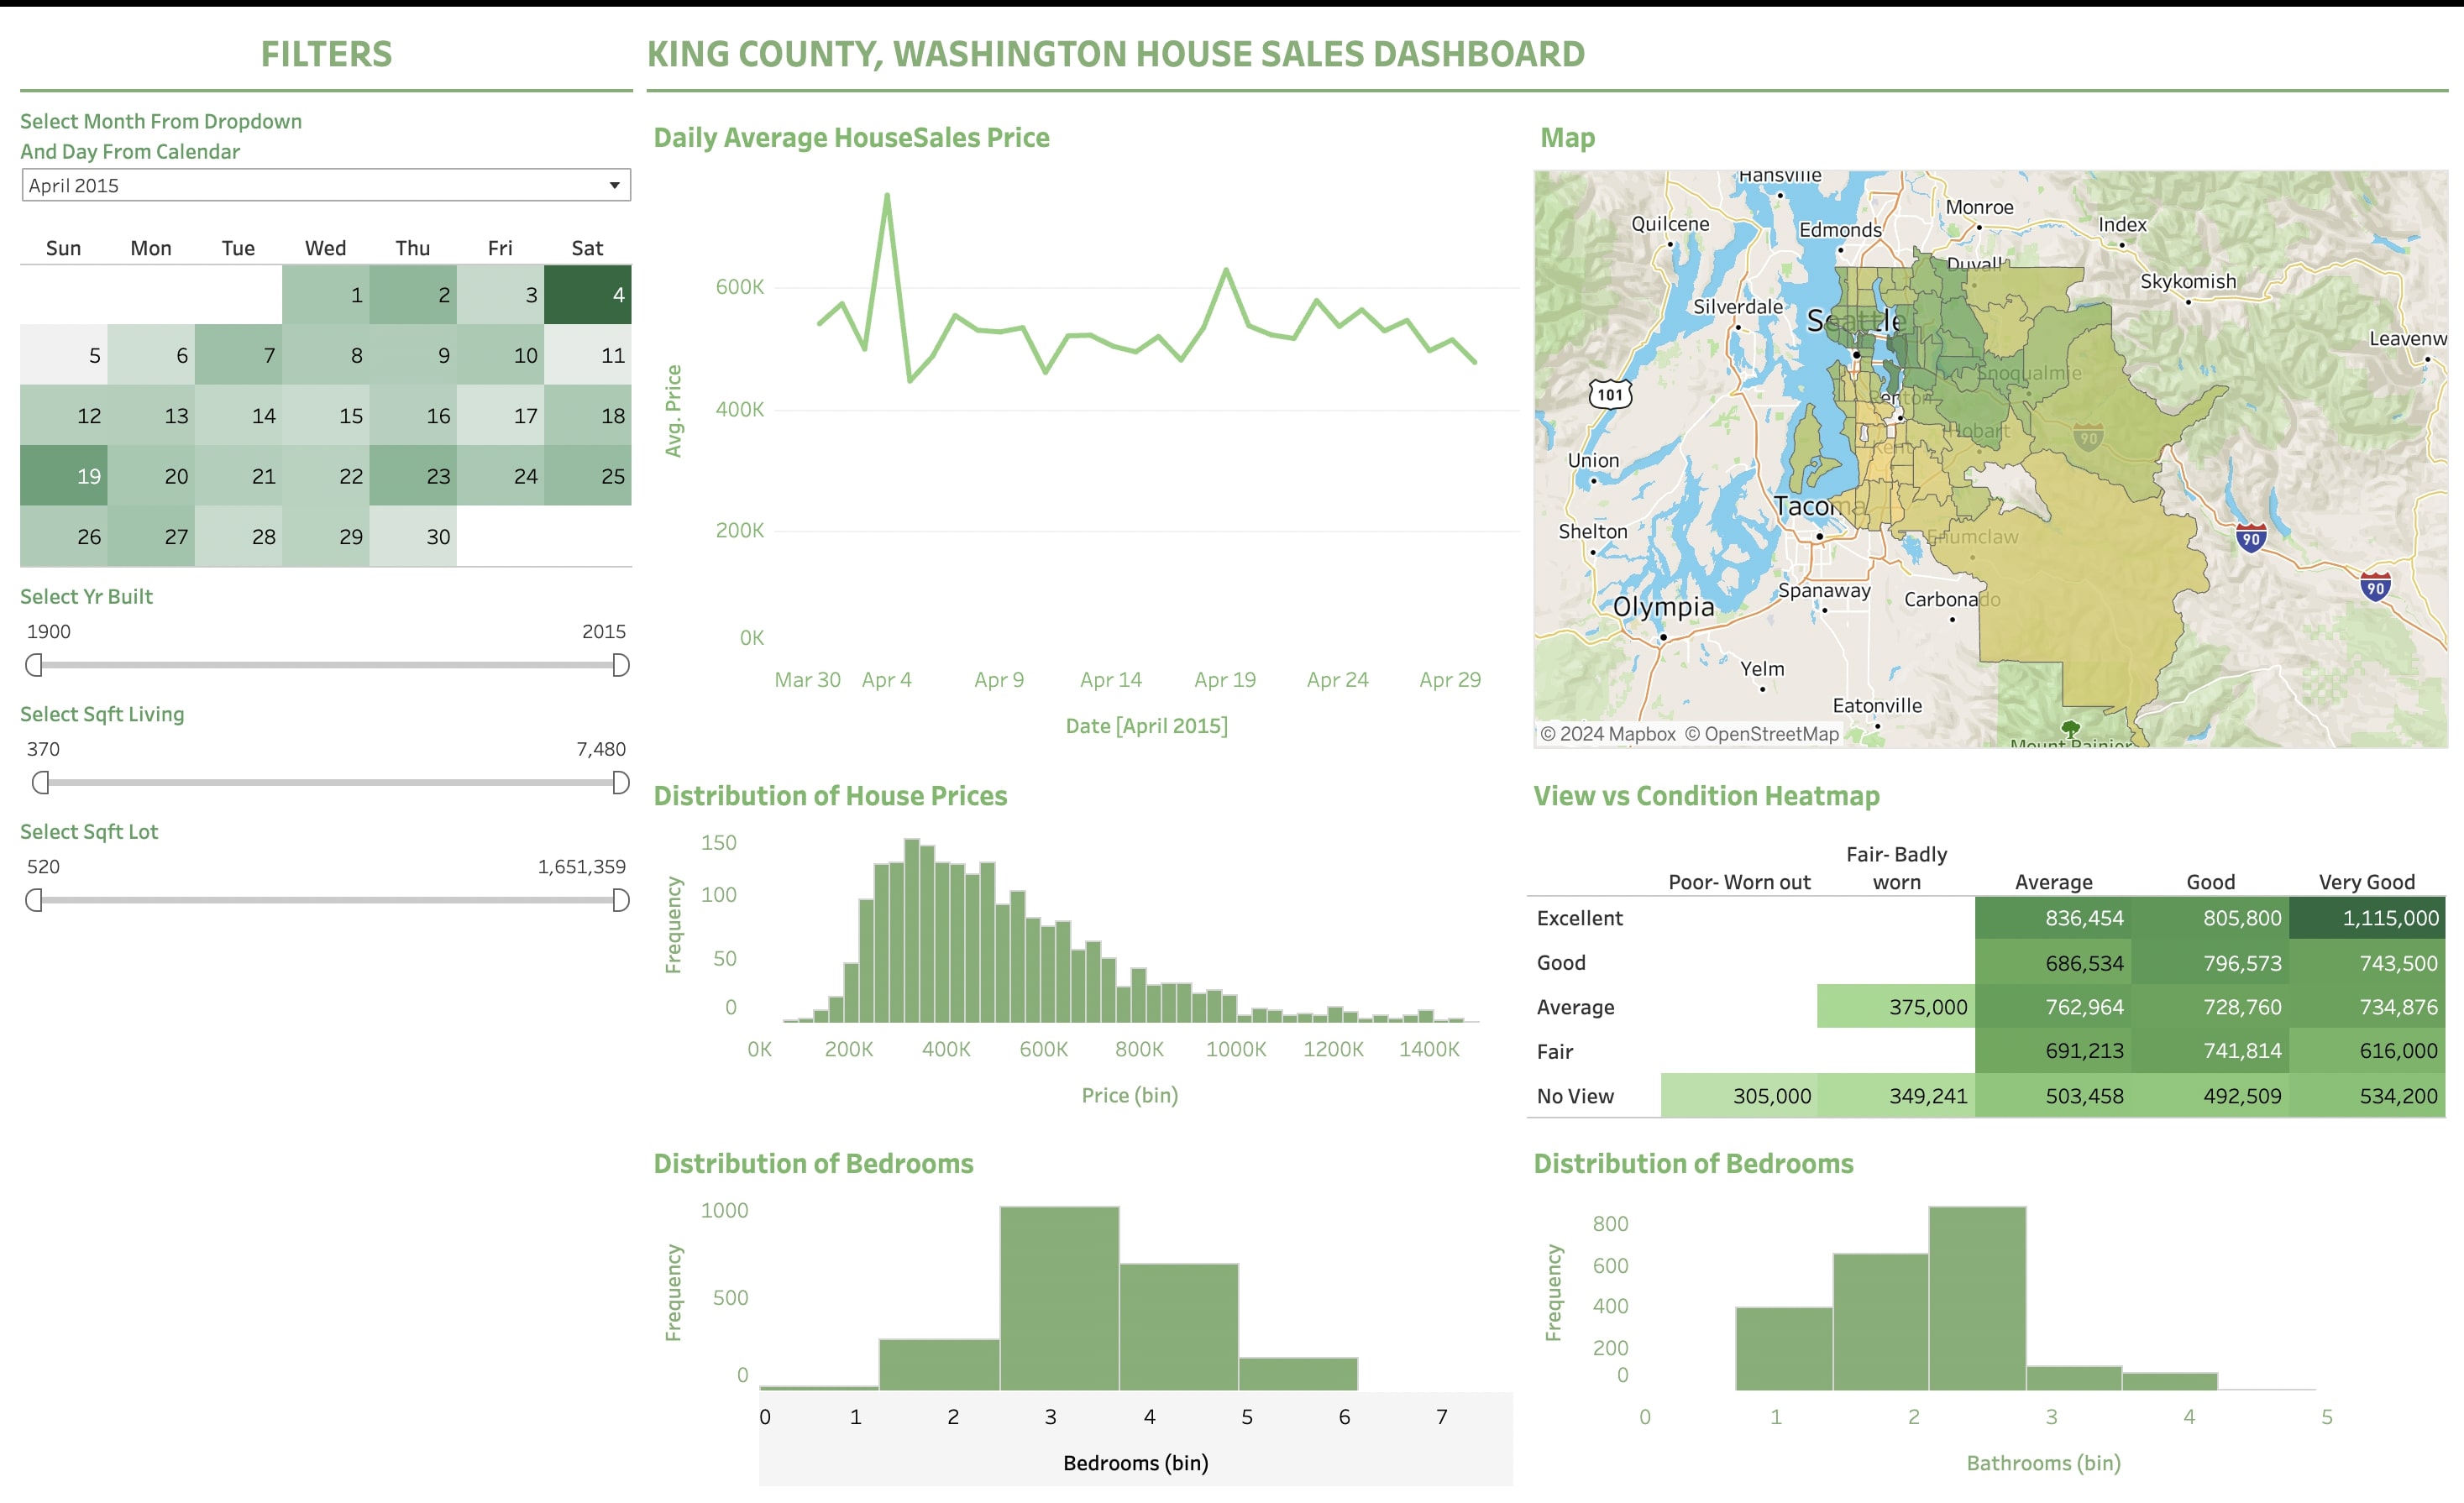 FILTERS
KING COUNTY, WASHINGTON HOUSE SALES DASHBOARD
Select Month From Dropdown
And Day From Calendar
April 2015
Sun Mon Tue Wed Thu Fri Sat
1 2 3 4
5 6 7 8 9 10 11
12 13 14 15 16 17 18
19 20 21 22 23 24 25
26 27 28 29 30
Select Yr Built
1900 2015
Select Sqft Living
370 7,480
Select Sqft Lot
520 1,651,359
Daily Average HouseSales Price
Avg. Price
600K
400K
200K
0K
Mar 30 Apr 4 Apr 9 Apr 14 Apr 19 Apr 24 Apr 29
Date [April 2015]
Map
Hansville
Quilcene
Edmonds
Monroe
Index
Duvall
Skykomish
Silverdale
Seattle
Leavenw
Snoqualmie
101
Renton
Hobart
90
Kent
Union
Tacoma
Shelton
Enumclaw
90
Spanaway
Carbonado
90
Olympia
Yelm
Eatonville
© 2024 Mapbox © OpenStreetMap
Mount Rainier
Distribution of House Prices
Frequency
150
100
50
0
0K 200K 400K 600K 800K 1000K 1200K 1400K
Price (bin)
View vs Condition Heatmap
Fair- Badly
Poor- Worn out worn Average Good Very Good
Excellent 836,454 805,800 1,115,000
Good 686,534 796,573 743,500
Average 375,000 762,964 728,760 734,876
Fair 691,213 741,814 616,000
No View 305,000 349,241 503,458 492,509 534,200
Distribution of Bedrooms
Frequency
1000
500
0
0 1 2 3 4 5 6 7
Bedrooms (bin)
Distribution of Bedrooms
Frequency
800
600
400
200
0
0 1 2 3 4 5
Bathrooms (bin)